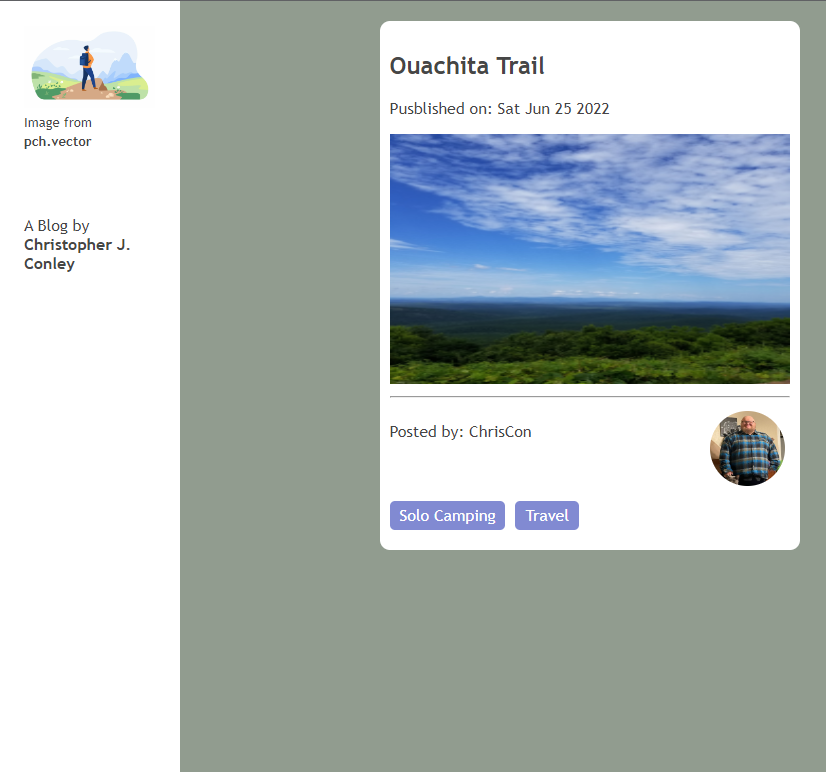 Image from
pch.vector
A Blog by
Christopher J.
Conley
Ouachita Trail
Pusblished on: Sat Jun 25 2022
Posted by: ChrisCon
Solo Camping
Travel